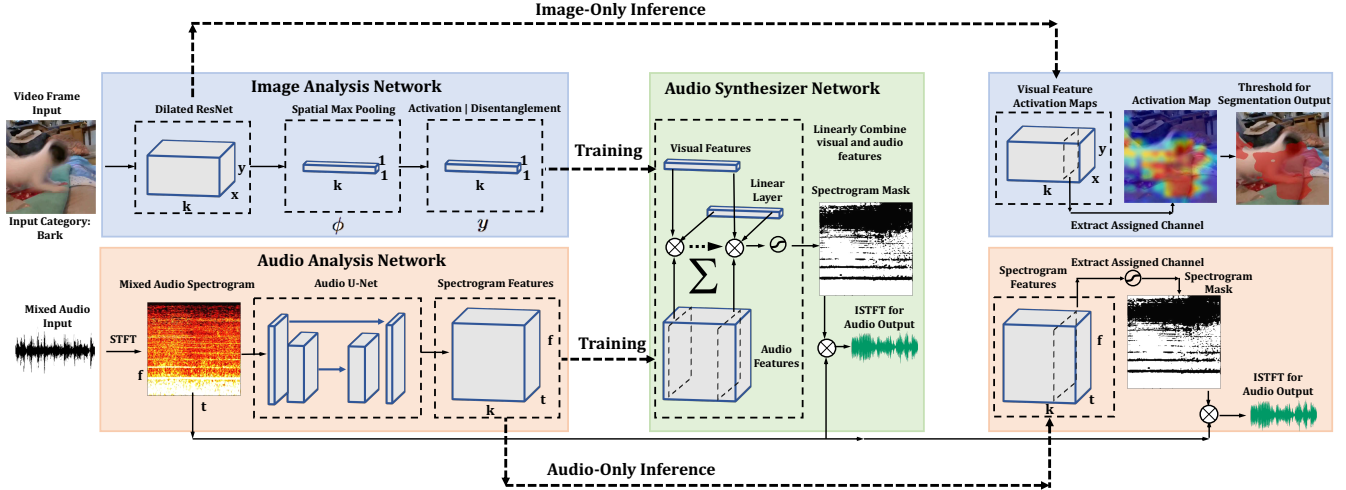 Image-Only Inference
Image Analysis Network
Video Frame
Input
Dilated ResNet
Spatial Max Pooling
Activation | Disentanglement
y
x
k
1
1
k
1
1
k
ϕ
y
Input Category:
Bark
Training
Audio Synthesizer Network
Visual Features
Linearly Combine
visual and audio
features
Linear
Layer
Spectrogram Mask
∑
ISTFT for
Audio Output
Audio
Features
Visual Feature
Activation Maps
Activation Map
Threshold for
Segmentation Output
y
x
k
Extract Assigned Channel
Audio Analysis Network
Mixed Audio Spectrogram
Audio U-Net
Spectrogram Features
Mixed Audio
Input
STFT
f
t
f
t
k
Training
Extract Assigned Channel
Spectrogram
Features
Spectrogram
Mask
f
t
k
ISTFT for
Audio Output
Audio-Only Inference